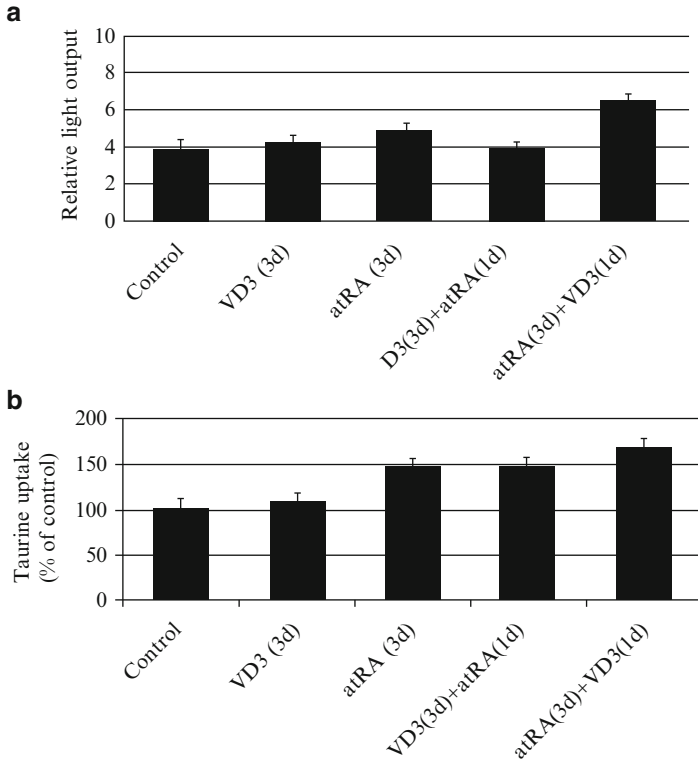 a
Relative light output
10
8
6
4
2
0
Control
VD3 (3d)
atRA (3d)
D3(3d)+atRA(1d)
atRA(3d)+VD3(1d)
b
Taurine uptake
(% of control)
200
150
100
50
0
Control
VD3 (3d)
atRA (3d)
VD3(3d)+atRA(1d)
atRA(3d)+VD3(1d)